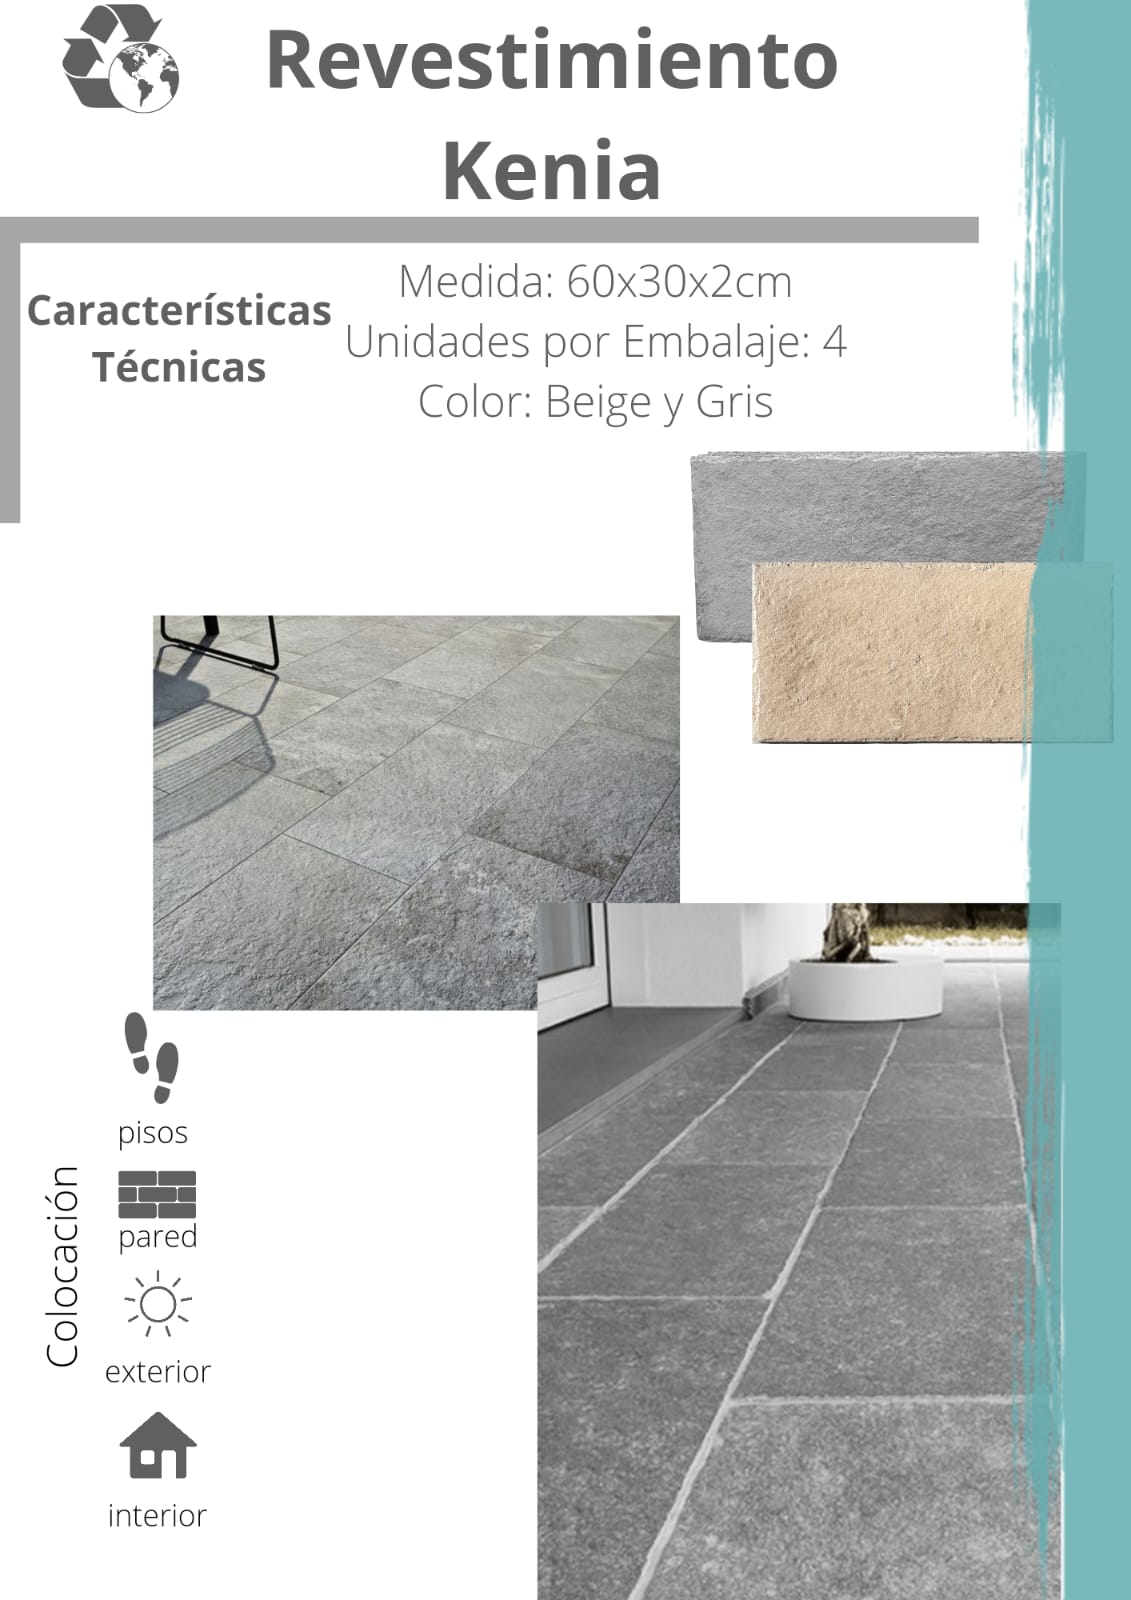 Revestimiento
Kenia
Características
Técnicas
Medida: 60x30x2cm
Unidades por Embalaje: 4
Color: Beige y Gris
Colocación
pisos
pared
exterior
interior